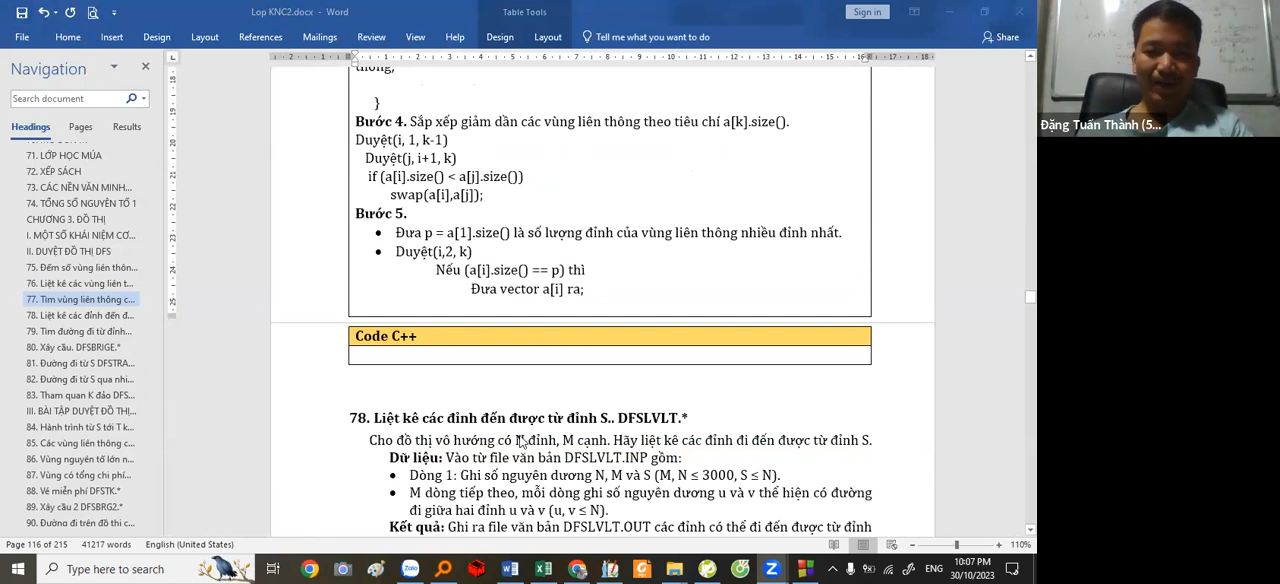 Lop KNC2.docx - Word
Table Tools
Sign in
File
Home
Insert
Design
Layout
References
Mailings
Review
View
Help
Design
Layout
Tell me what you want to do
Share
Navigation
Search document
Headings
Pages
Results
71. LỚP HỌC MÚA
72. XẾP SÁCH
73. CÁC NỀN VĂN MINH...
74. TỔNG SỐ NGUYÊN TỐ 1
CHƯƠNG 3. ĐỒ THỊ
I. MỘT SỐ KHÁI NIỆM CƠ...
II. DUYỆT ĐỒ THỊ DFS
75. Đếm số vùng liên thôn...
76. Liệt kê các vùng liên t...
77. Tìm vùng liên thông c...
78. Liệt kê các đỉnh đến đ...
79. Tìm đường đi từ đỉnh...
80. Xây cầu. DFSBRIGE.*
81. Đường đi từ S DFSTRA...
82. Đường đi từ S qua nhi...
83. Tham quan K đảo DFS...
III. BÀI TẬP DUYỆT ĐỒ THỊ...
84. Hành trình từ S tới T k...
85. Các vùng liên thông c...
86. Vùng nguyên tố lớn n...
87. Vùng có tổng chi phí...
88. Vé miễn phí DFSTK.*
89. Xây cầu 2 DFSBRG2.*
90. Đường đi trên đồ thị c...
thông,
}
Bước 4. Sắp xếp giảm dần các vùng liên thông theo tiêu chí a[k].size().
Duyệt(i, 1, k-1)
Duyệt(j, i+1, k)
if (a[i].size() < a[j].size())
swap(a[i],a[j]);
Bước 5.
• Đưa p = a[1].size() là số lượng đỉnh của vùng liên thông nhiều đỉnh nhất.
• Duyệt(i,2, k)
Nếu (a[i].size() == p) thì
Đưa vector a[i] ra;
Code C++
78. Liệt kê các đỉnh đến được từ đỉnh S.. DFSLVLT.*
Cho đồ thị vô hướng có N đỉnh, M cạnh. Hãy liệt kê các đỉnh đi đến được từ đỉnh S.
Dữ liệu: Vào từ file văn bản DFSLVLT.INP gồm:
• Dòng 1: Ghi số nguyên dương N, M và S (M, N ≤ 3000, S ≤ N).
• M dòng tiếp theo, mỗi dòng ghi số nguyên dương u và v thể hiện có đường
đi giữa hai đỉnh u và v (u, v ≤ N).
Kết quả: Ghi ra file văn bản DFSLVLT.OUT các đỉnh có thể đi đến được từ đỉnh
Page 116 of 215
41217 words
English (United States)
110%
Type here to search
ENG
10:07 PM
30/10/2023
Đặng Tuấn Thành (5...